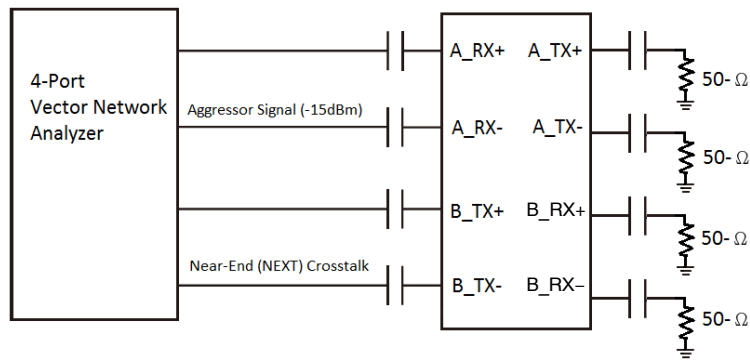 4-Port
Vector Network
Analyzer
Aggressor Signal (-15dBm)
Near-End (NEXT) Crosstalk
A_RX+ A_TX+
A_RX- A_TX-
B_TX+ B_RX+
B_TX- B_RX−
50- Ω
50- Ω
50- Ω
50- Ω